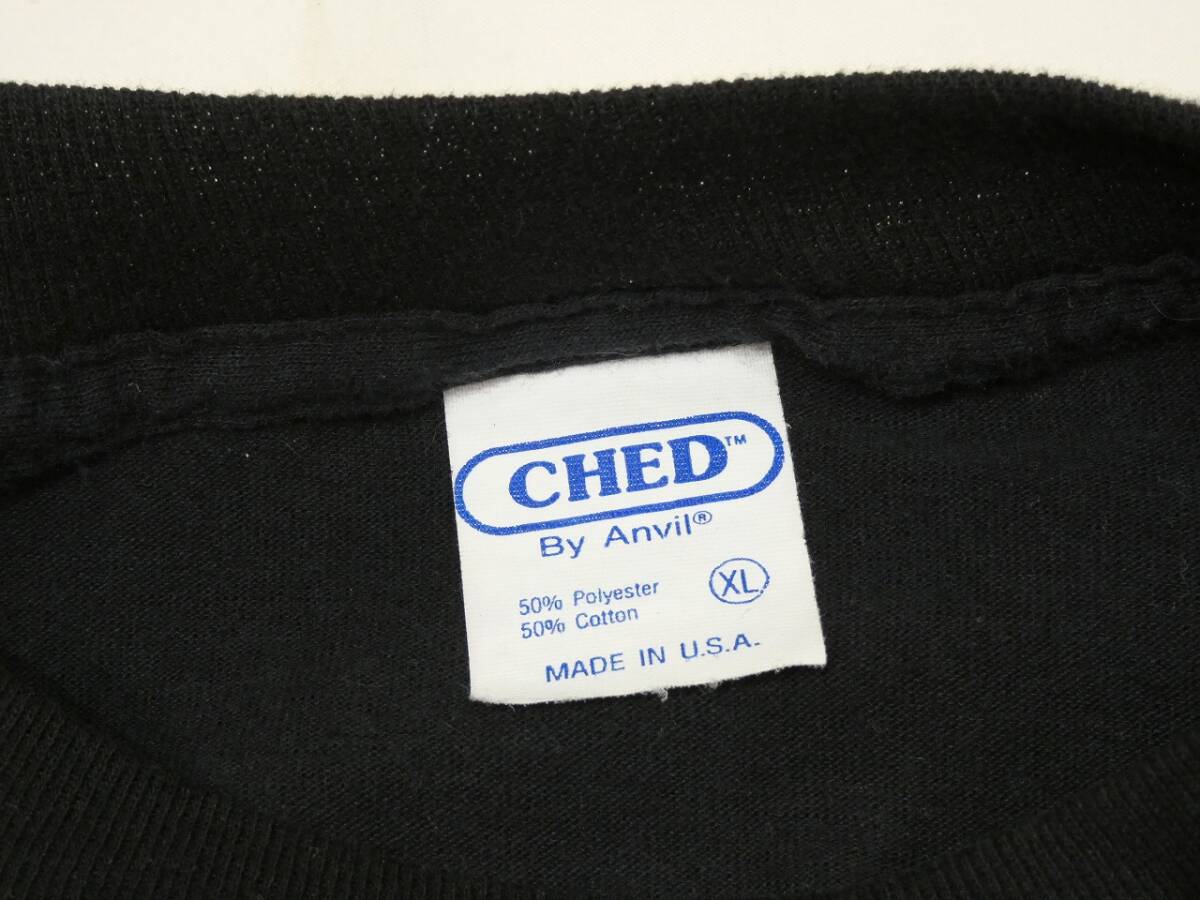 CHED™
By Anvil®
50% Polyester
50% Cotton
XL
MADE IN U.S.A.